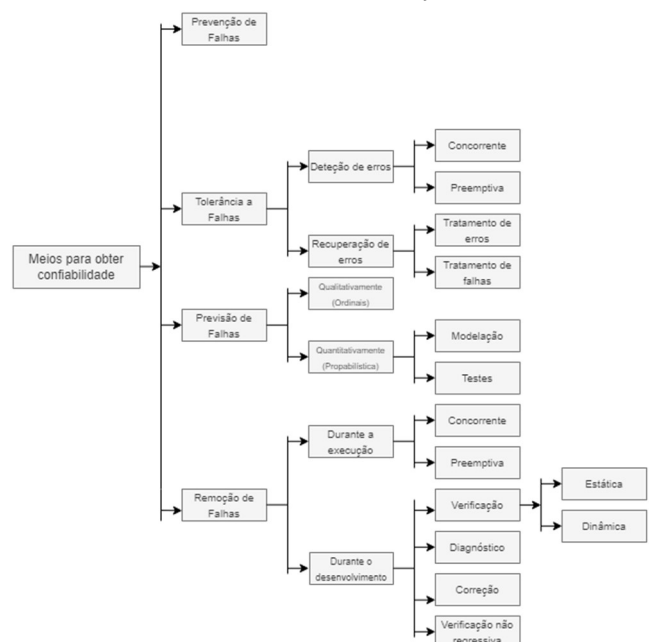 Prevenção de
Falhas
Concorrente
Deteção de erros
Preemptiva
Tolerância a
Falhas
Tratamento de
erros
Recuperação de
erros
Tratamento de
falhas
Meios para obter
confiabilidade
Qualitativamente
(Ordinais)
Previsão de
Falhas
Modelação
Quantitativamente
(Propabilística)
Testes
Concorrente
Durante a
execução
Preemptiva
Remoção de
Falhas
Estática
Verificação
Dinâmica
Diagnóstico
Durante o
desenvolvimento
Correção
Verificação não
regressiva